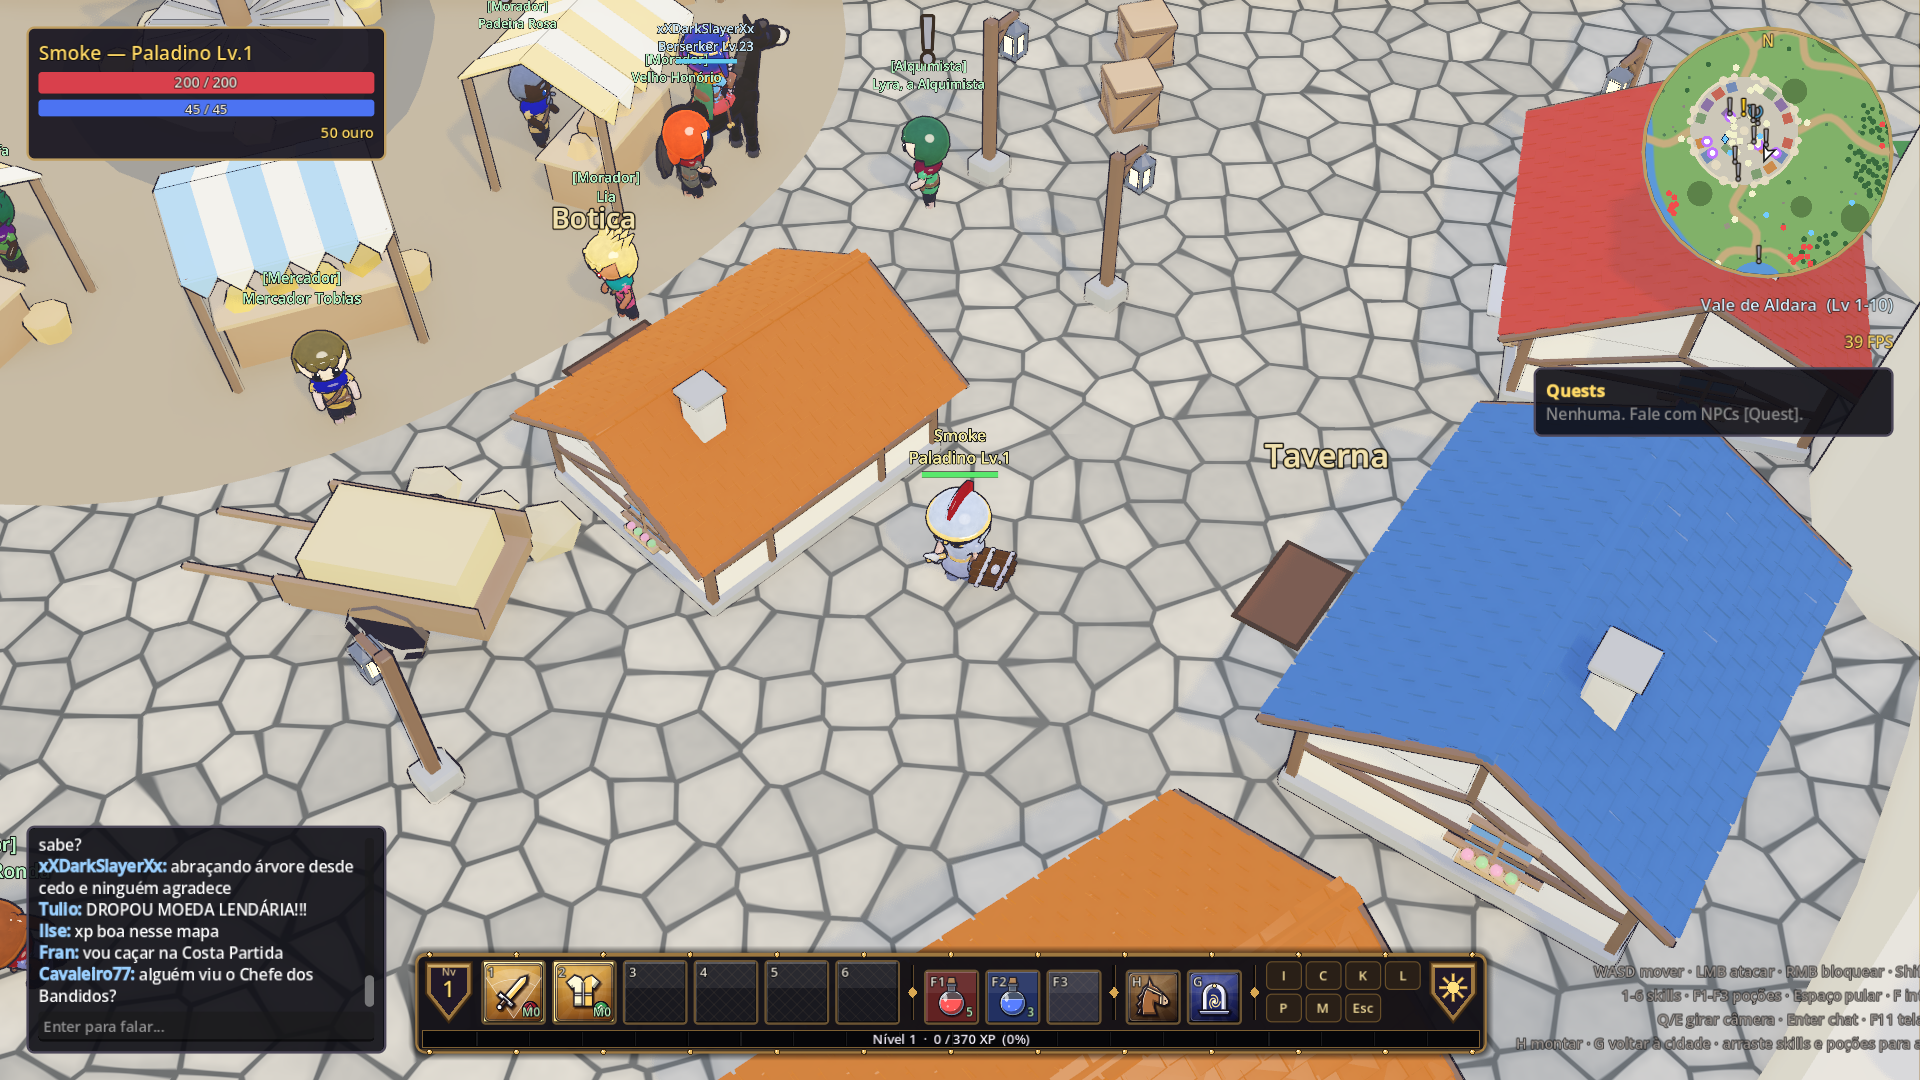 Smoke — Paladino Lv.1
200 / 200
45 / 45
50 ouro
[Morador]
Padeira Rosa
xXDarkSlayerXx
Berserker Lv.23
[Morador]
Velho Honório
[Alquimista]
Lyra, a Alquimista
[Morador]
Lia
Botica
[Mercador]
Mercador Tobias
N
Vale de Aldara (Lv 1-10)
39 FPS
Quests
Nenhuma. Fale com NPCs [Quest].
Smoke
Paladino Lv.1
Taverna
sabe?
xXDarkSlayerXx: abraçando árvore desde
cedo e ninguém agradece
Tullo: DROPOU MOEDA LENDÁRIA!!!
Ilse: xp boa nesse mapa
Fran: vou caçar na Costa Partida
Cavaleiro77: alguém viu o Chefe dos
Bandidos?
Enter para falar...
Nv
1
1 M0
2 M0
3
4
5
6
F1 5
F2 3
F3
H
G
I C K L
P M Esc
Nível 1 · 0 / 370 XP (0%)
WASD mover · LMB atacar · RMB bloquear · Shif
1-6 skills · F1-F3 poções · Espaço pular · F in
Q/E girar câmera · Enter chat · F11 tela
H montar · G voltar à cidade · arraste skills e poções para a